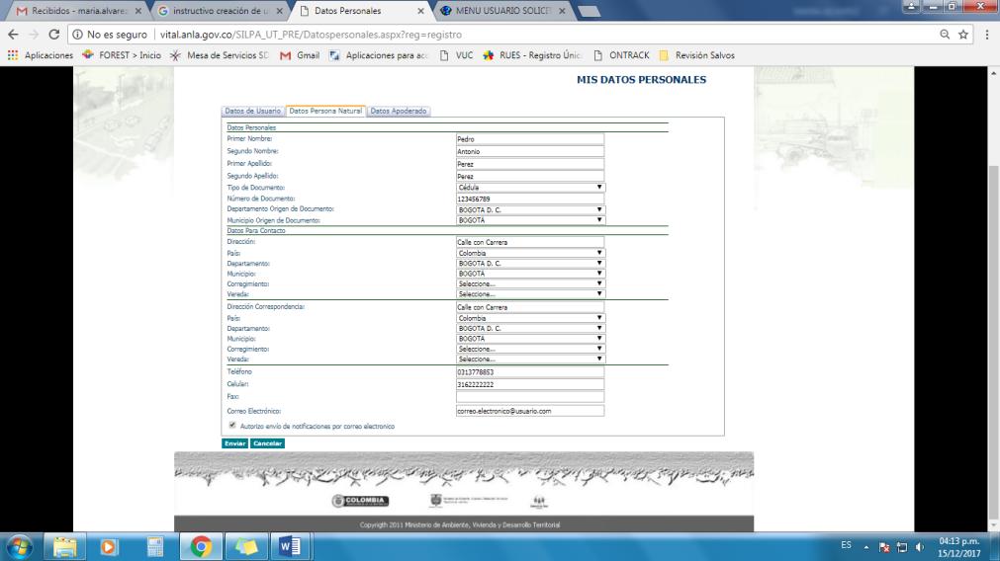 Recibidos - maria.alvarez
instructivo creación de u
Datos Personales
MENU USUARIO SOLICIT
No es seguro | vital.anla.gov.co/SILPA_UT_PRE/Datospersonales.aspx?reg=registro
Aplicaciones FOREST > Inicio Mesa de Servicios SD Gmail Aplicaciones para acc VUC RUES - Registro Únic ONTRACK Revisión Salvos
MIS DATOS PERSONALES
Datos de Usuario Datos Persona Natural Datos Apoderado
Datos Personales
Primer Nombre: Pedro
Segundo Nombre: Antonio
Primer Apellido: Perez
Segundo Apellido: Perez
Tipo de Documento: Cédula
Número de Documento: 123456789
Departamento Origen de Documento: BOGOTA D. C.
Municipio Origen de Documento: BOGOTÁ
Datos Para Contacto
Dirección: Calle con Carrera
País: Colombia
Departamento: BOGOTA D. C.
Municipio: BOGOTÁ
Corregimiento: Seleccione...
Vereda: Seleccione...
Dirección Correspondencia: Calle con Carrera
País: Colombia
Departamento: BOGOTA D. C.
Municipio: BOGOTÁ
Corregimiento: Seleccione...
Vereda: Seleccione...
Teléfono 0313778853
Celular: 3162222222
Fax:
Correo Electrónico: correo.electronico@usuario.com
Autorizo envío de notificaciones por correo electronico
Enviar Cancelar
COLOMBIA
Copyrigth 2011 Ministerio de Ambiente, Vivienda y Desarrollo Territorial
ES
04:13 p.m.
15/12/2017